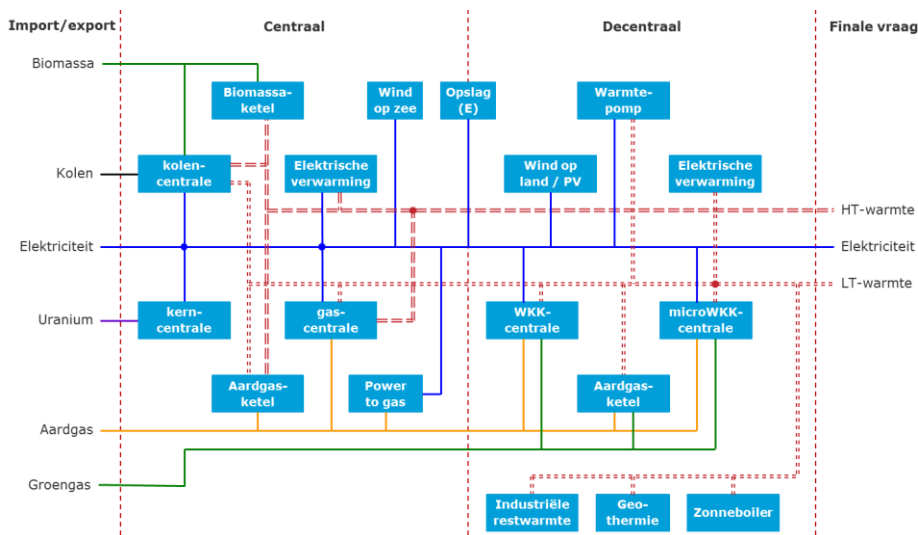 Import/export
Centraal
Decentraal
Finale vraag
Biomassa
Biomassa-
ketel
Wind
op zee
Opslag
(E)
Warmte-
pomp
Kolen
kolen-
centrale
Elektrische
verwarming
Wind op
land / PV
Elektrische
verwarming
HT-warmte
Elektriciteit
Elektriciteit
LT-warmte
Uranium
kern-
centrale
gas-
centrale
WKK-
centrale
microWKK-
centrale
Aardgas-
ketel
Power
to gas
Aardgas-
ketel
Aardgas
Groengas
Industriële
restwarmte
Geo-
thermie
Zonneboiler